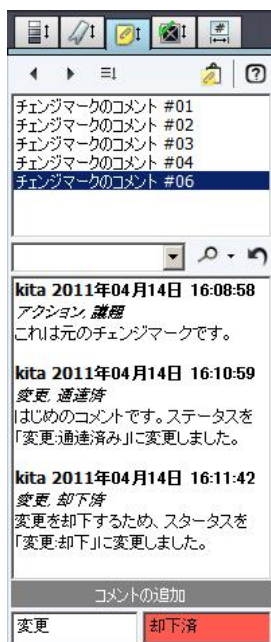 #
チェンジマークのコメント #01
チェンジマークのコメント #02
チェンジマークのコメント #03
チェンジマークのコメント #04
チェンジマークのコメント #06
kita 2011年04月14日 16:08:58
アクション, 議題
これは元のチェンジマークです。
kita 2011年04月14日 16:10:59
変更, 通達済
はじめのコメントです。ステータスを
「変更:通達済み」に変更しました。
kita 2011年04月14日 16:11:42
変更, 却下済
変更を却下するため、スタータスを
「変更:却下」に変更しました。
コメントの追加
変更 却下済